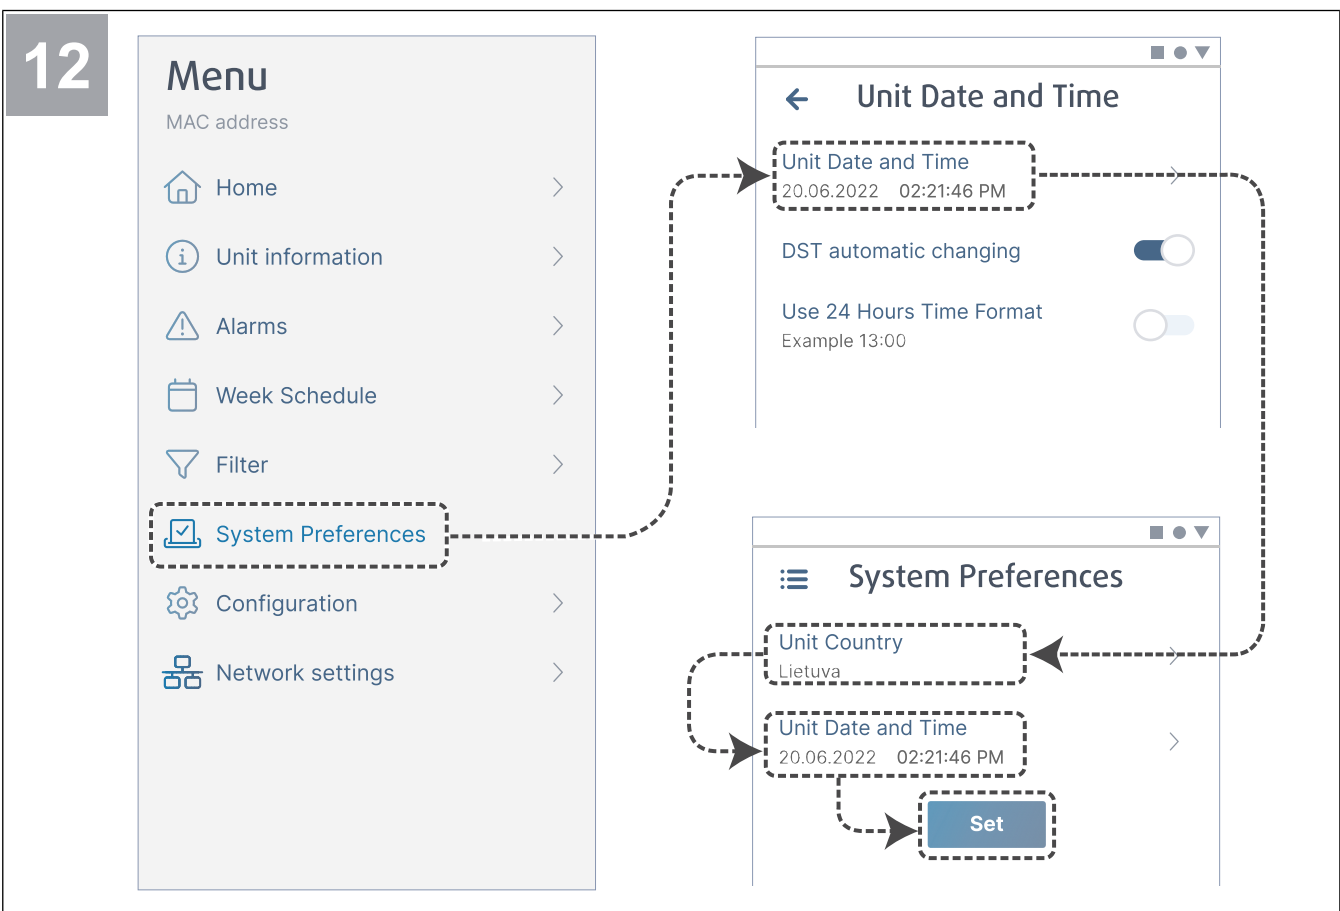 12
Menu
MAC address
Home
Unit information
Alarms
Week Schedule
Filter
System Preferences
Configuration
Network settings
Unit Date and Time
Unit Date and Time
20.06.2022 02:21:46 PM
DST automatic changing
Use 24 Hours Time Format
Example 13:00
System Preferences
Unit Country
Lietuva
Unit Date and Time
20.06.2022 02:21:46 PM
Set